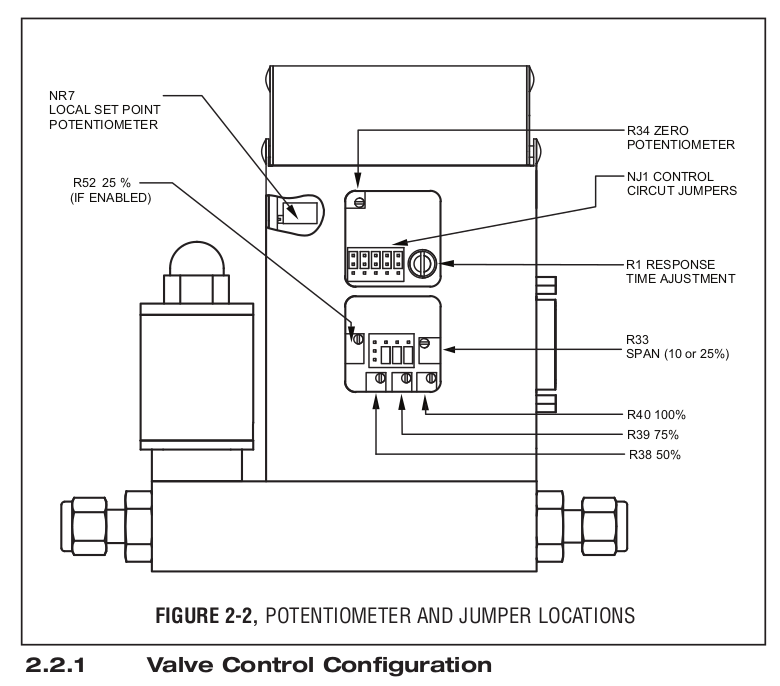 NR7
LOCAL SET POINT
POTENTIOMETER
R52 25 %
(IF ENABLED)
R34 ZERO
POTENTIOMETER
NJ1 CONTROL
CIRCUT JUMPERS
R1 RESPONSE
TIME AJUSTMENT
R33
SPAN (10 or 25%)
R40 100%
R39 75%
R38 50%
FIGURE 2-2, POTENTIOMETER AND JUMPER LOCATIONS
2.2.1 Valve Control Configuration